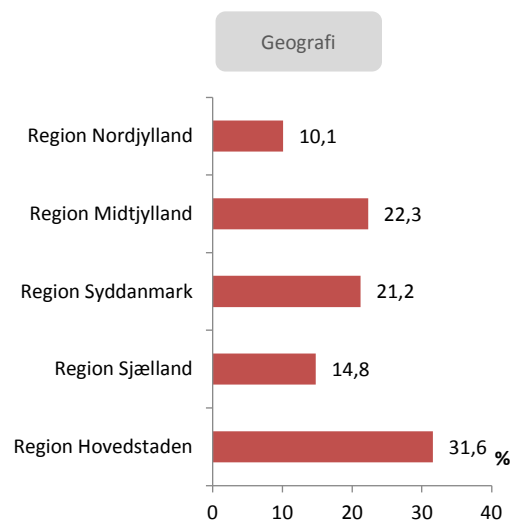 Geografi
Region Nordjylland 10,1
Region Midtjylland 22,3
Region Syddanmark 21,2
Region Sjælland 14,8
Region Hovedstaden 31,6 %
0 10 20 30 40